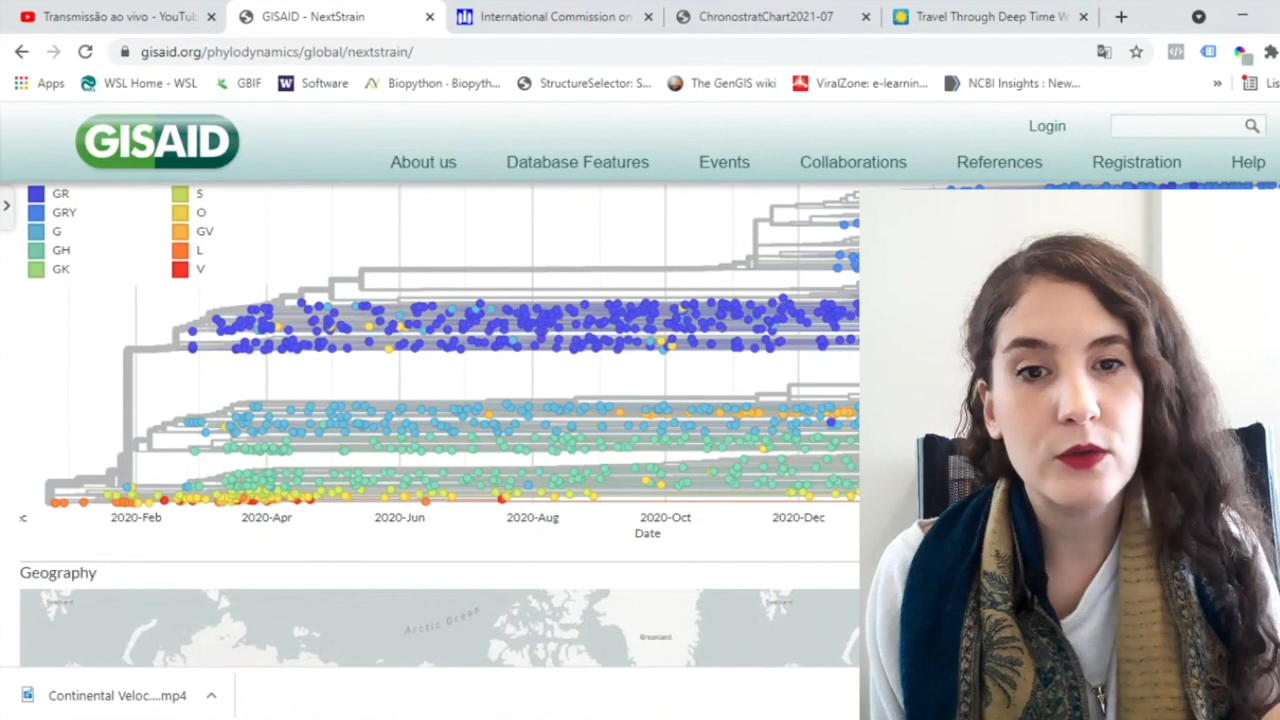 Transmissão ao vivo - YouTub
GISAID - NextStrain
International Commission on
ChronostratChart2021-07
Travel Through Deep Time W
gisaid.org/phylodynamics/global/nextstrain/
Apps
WSL Home - WSL
GBIF
Software
Biopython · Biopyth...
StructureSelector: S...
The GenGIS wiki
ViralZone: e-learnin...
NCBI Insights : New...
»
Lis
GISAID
Login
About us
Database Features
Events
Collaborations
References
Registration
Help
GR
S
GRY
O
G
GV
GH
L
GK
V
2020-Feb
2020-Apr
2020-Jun
2020-Aug
2020-Oct
2020-Dec
Date
Geography
Arctic Ocean
Greenland
Continental Veloc....mp4